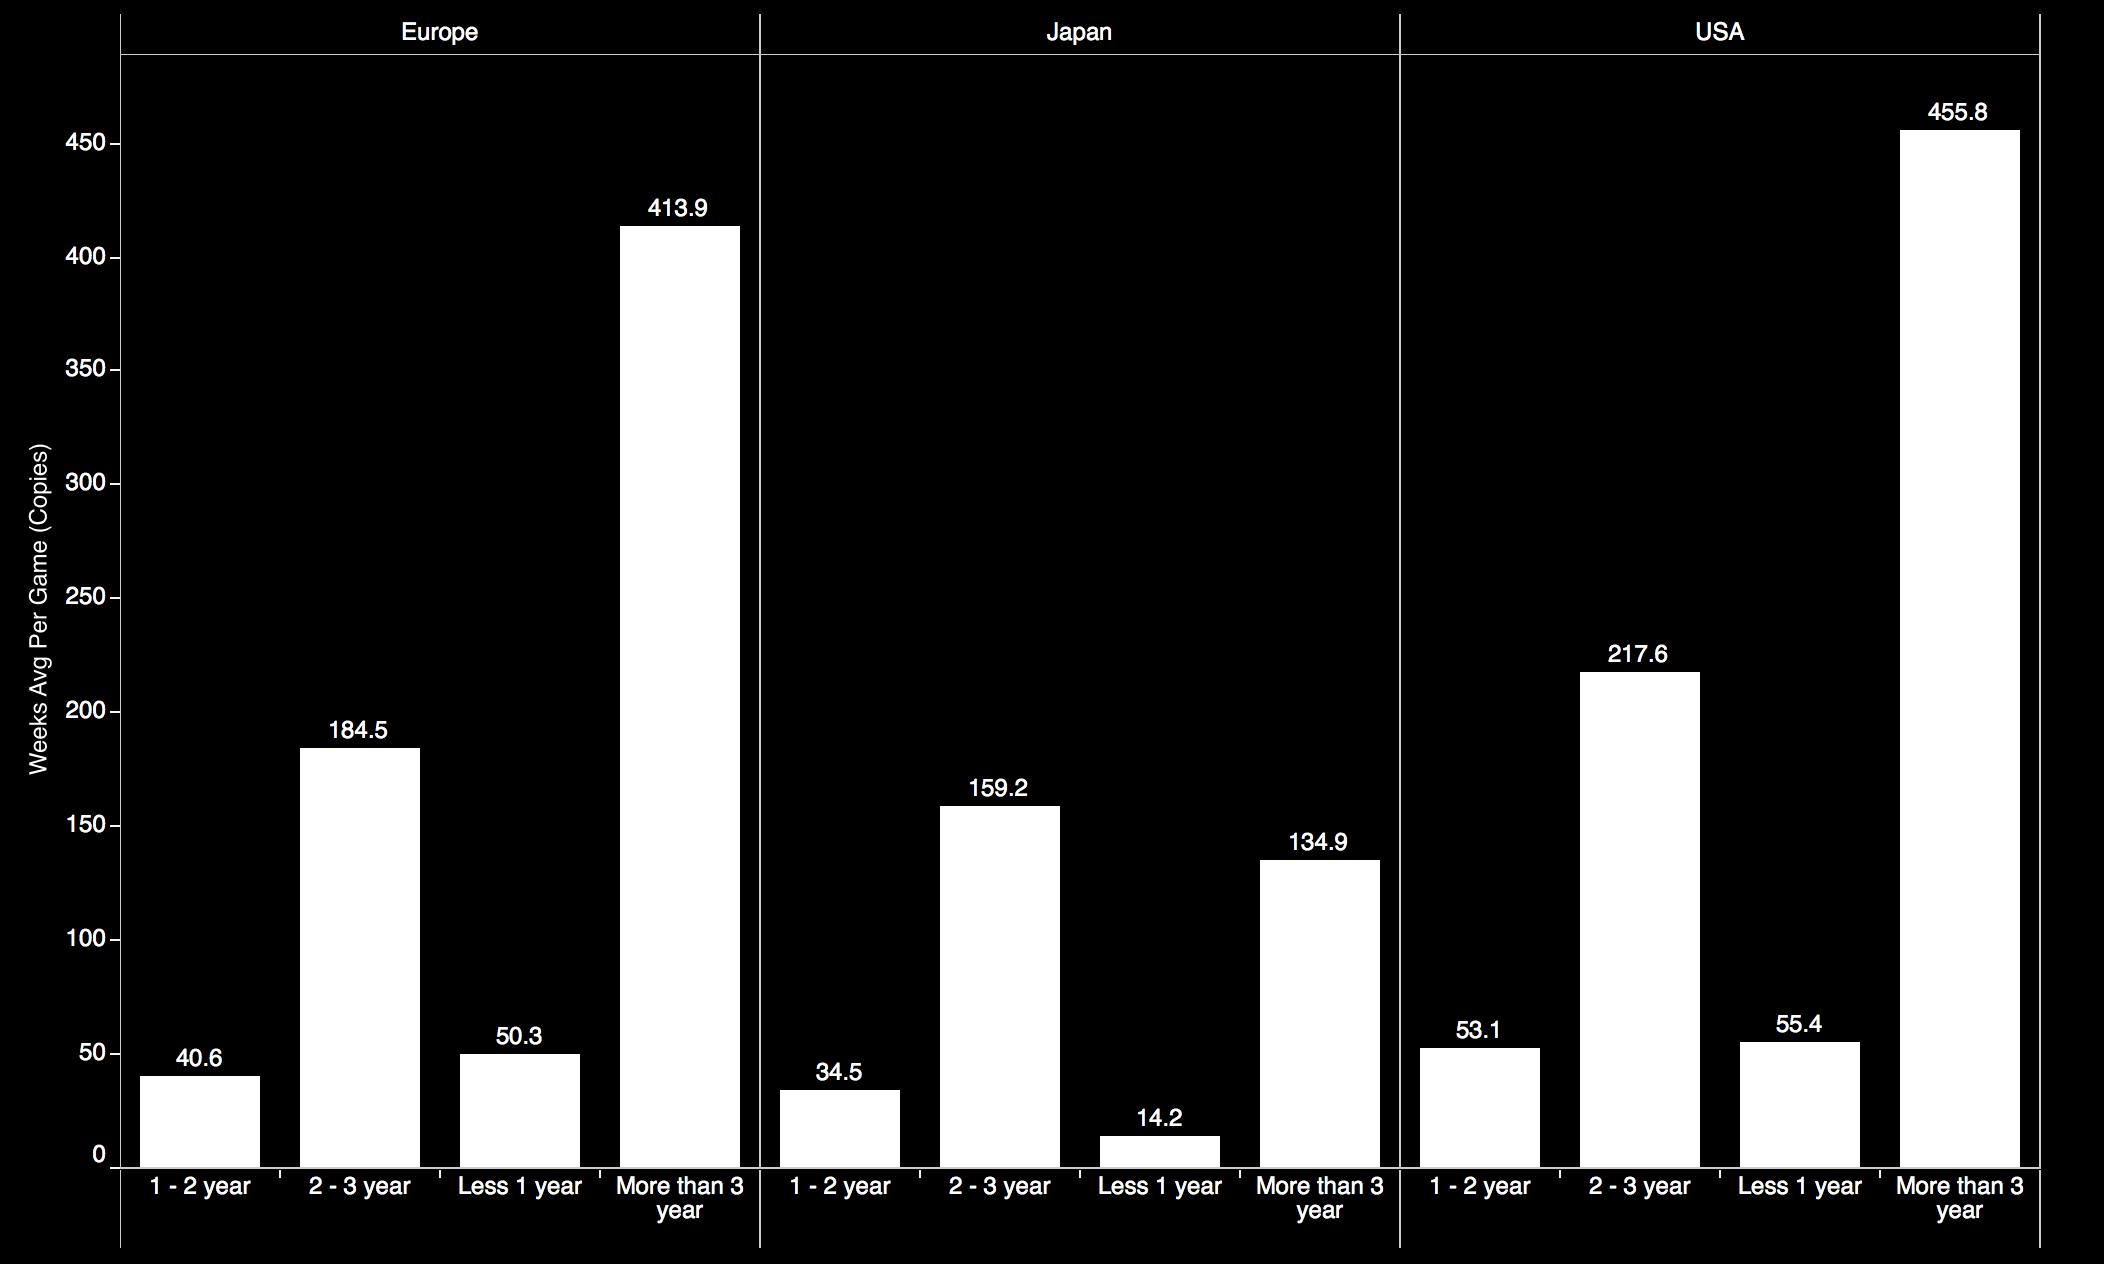 Europe
Japan
USA
Weeks Avg Per Game (Copies)
450
400
350
300
250
200
150
100
50
0
40.6
184.5
50.3
413.9
34.5
159.2
14.2
134.9
53.1
217.6
55.4
455.8
1 - 2 year
2 - 3 year
Less 1 year
More than 3
year
1 - 2 year
2 - 3 year
Less 1 year
More than 3
year
1 - 2 year
2 - 3 year
Less 1 year
More than 3
year